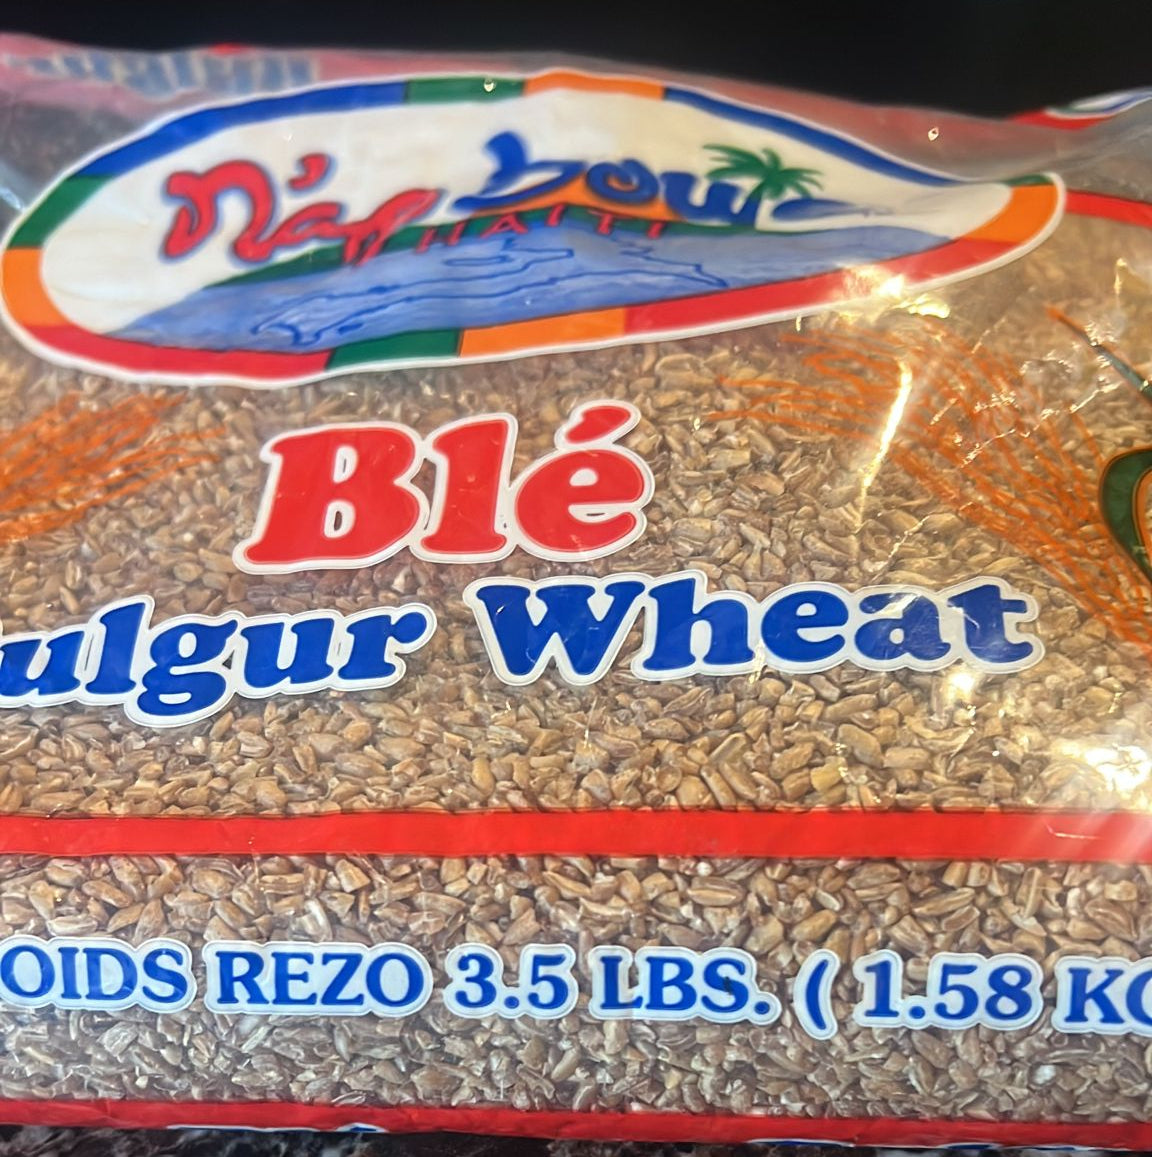 n'ap bow
HAITI
Blé
ulgur Wheat
OIDS REZO 3.5 LBS. ( 1.58 KG